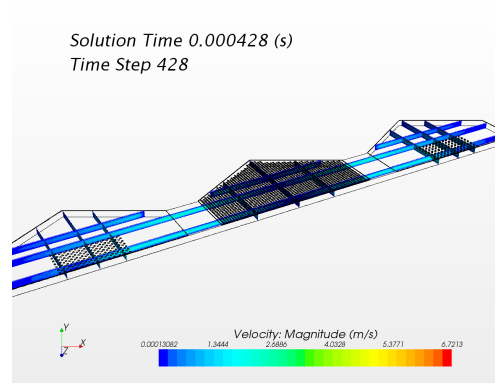 Solution Time 0.000428 (s)
Time Step 428
Y
X
Z
Velocity: Magnitude (m/s)
0.00013082 1.3444 2.6886 4.0328 5.3771 6.7213